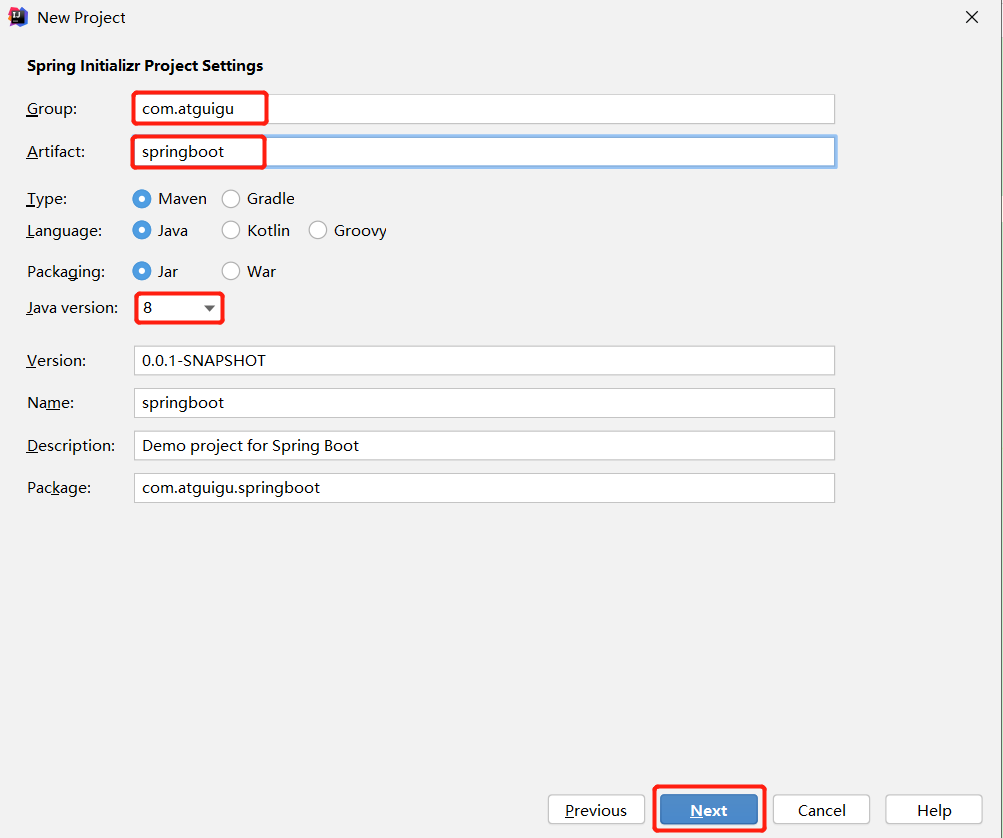 New Project
Spring Initializr Project Settings
Group: com.atguigu
Artifact: springboot
Type: Maven Gradle
Language: Java Kotlin Groovy
Packaging: Jar War
Java version: 8
Version: 0.0.1-SNAPSHOT
Name: springboot
Description: Demo project for Spring Boot
Package: com.atguigu.springboot
Previous Next Cancel Help